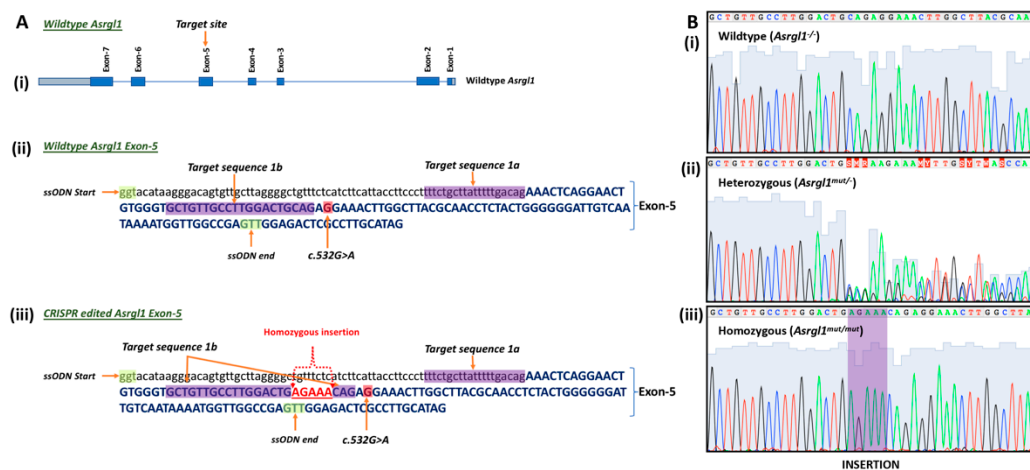 A
Wildtype Asrgl1
Target site
Exon-7
Exon-6
Exon-5
Exon-4
Exon-3
Exon-2
Exon-1
(i)
Wildtype Asrgl1
(ii)
Wildtype Asrgl1 Exon-5
Target sequence 1b
Target sequence 1a
ssODN Start
ggtacataagggacagtgttgcttaggggctgtttctcatcttcattaccttcccttttctgcttatttttgacagAAACTCAGGAACT
GTGGGTGCTGTTGCCTTGGACTGCAGAGGAAACTTGGCTTACGCAACCTCTACTGGGGGGATTGTCAA
TAAAATGGTTGGCCGAGTTGGAGACTCGCCTTGCATAG
Exon-5
ssODN end
c.532G>A
(iii)
CRISPR edited Asrgl1 Exon-5
Homozygous insertion
Target sequence 1b
Target sequence 1a
ssODN Start
ggtacataagggacagtgttgcttaggggctgtttctcatcttcattaccttcccttttctgcttatttttgacagAAACTCAGGAACT
GTGGGTGCTGTTGCCTTGGACTGAGAAACAGAGGAAACTTGGCTTACGCAACCTCTACTGGGGGGAT
TGTCAATAAAATGGTTGGCCGAGTTGGAGACTCGCCTTGCATAG
Exon-5
ssODN end
c.532G>A
B
GCTGTTGCCTTGGACTGCAGAGGAAACTTGGCTTACGCAA
(i)
Wildtype (Asrgl1-/-)
GCTGTTGCCTTGGACTG
(ii)
Heterozygous (Asrgl1mut/-)
GCTGTTGCCTTGGACTGAGAAACAGAGGAAACTTGGCTTA
(iii)
Homozygous (Asrgl1mut/mut)
INSERTION